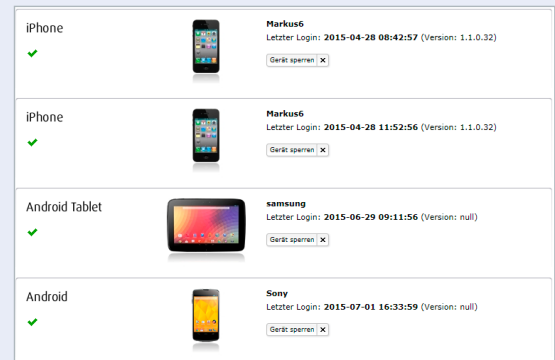 iPhone
Markus6
Letzter Login: 2015-04-28 08:42:57 (Version: 1.1.0.32)
Gerät sperren
iPhone
Markus6
Letzter Login: 2015-04-28 11:52:56 (Version: 1.1.0.32)
Gerät sperren
Android Tablet
samsung
Letzter Login: 2015-06-29 09:11:56 (Version: null)
Gerät sperren
Android
Sony
Letzter Login: 2015-07-01 16:33:59 (Version: null)
Gerät sperren